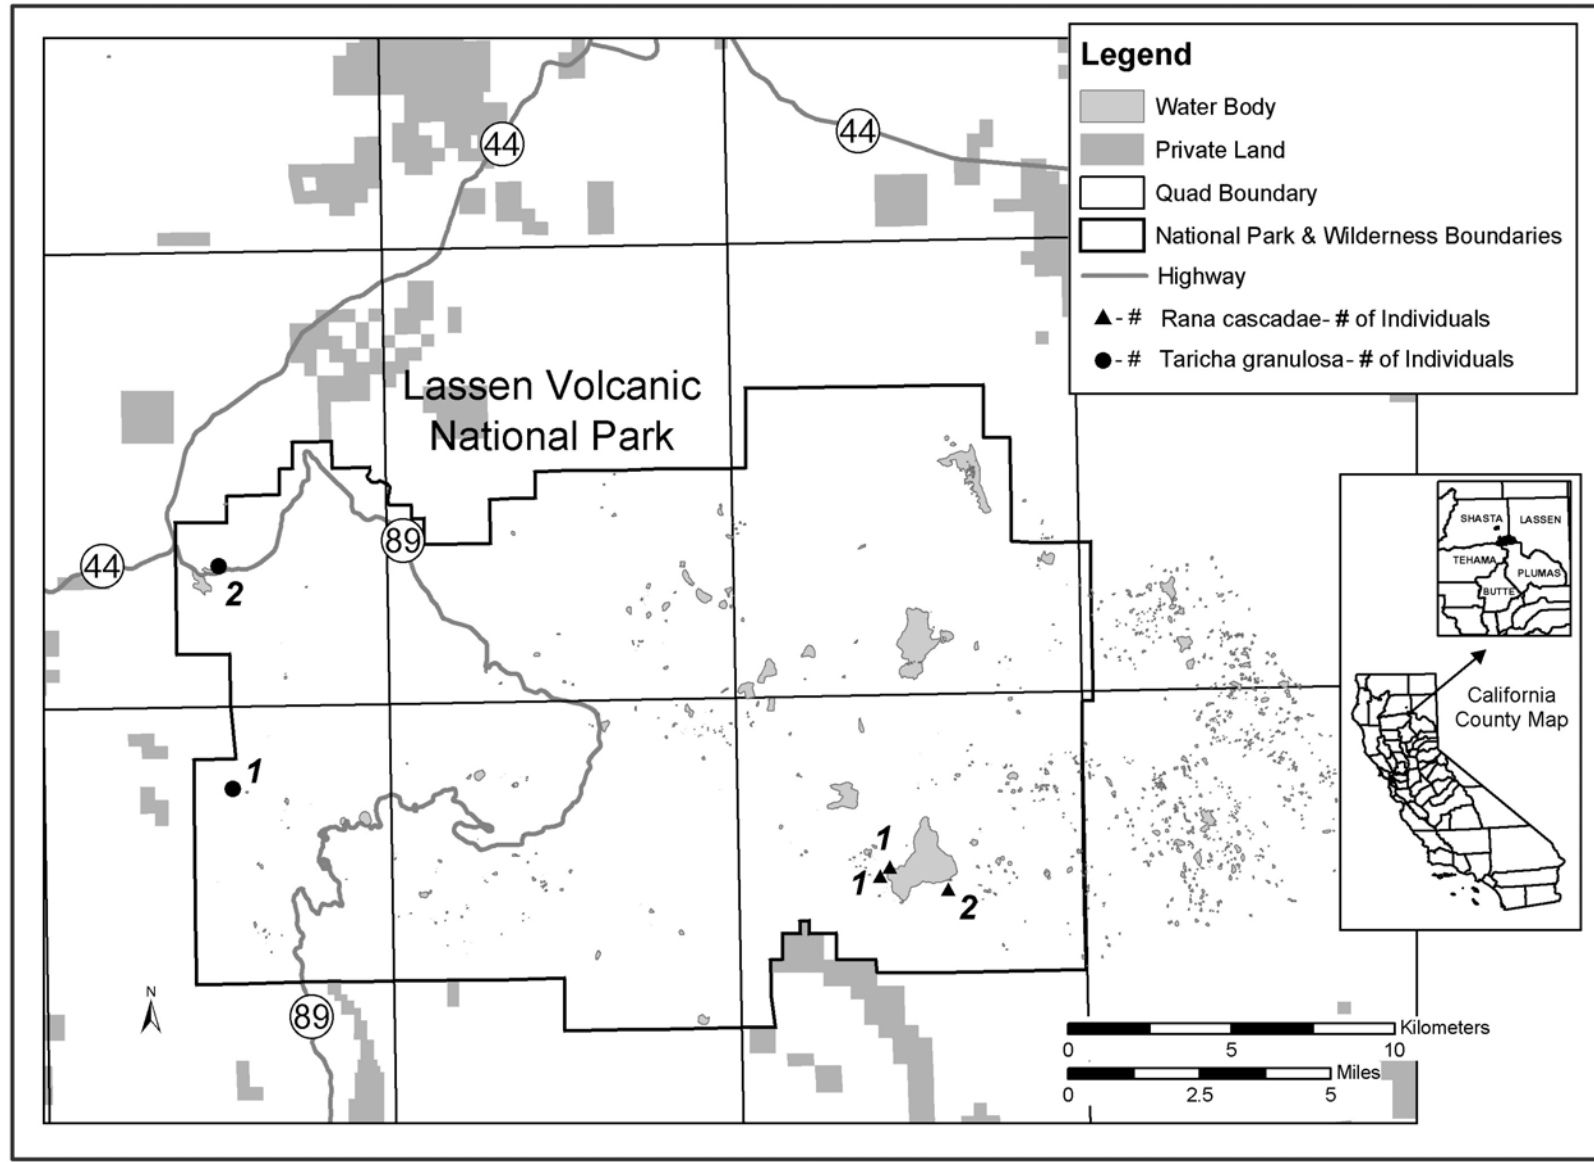 Legend
Water Body
Private Land
Quad Boundary
National Park & Wilderness Boundaries
Highway
- # Rana cascadae- # of Individuals
- # Taricha granulosa- # of Individuals
44
44
Lassen Volcanic
National Park
89
44
2
1
1
1
2
89
N
SHASTA LASSEN
TEHAMA
PLUMAS
BUTTE
California
County Map
Kilometers
0 5 10
Miles
0 2.5 5